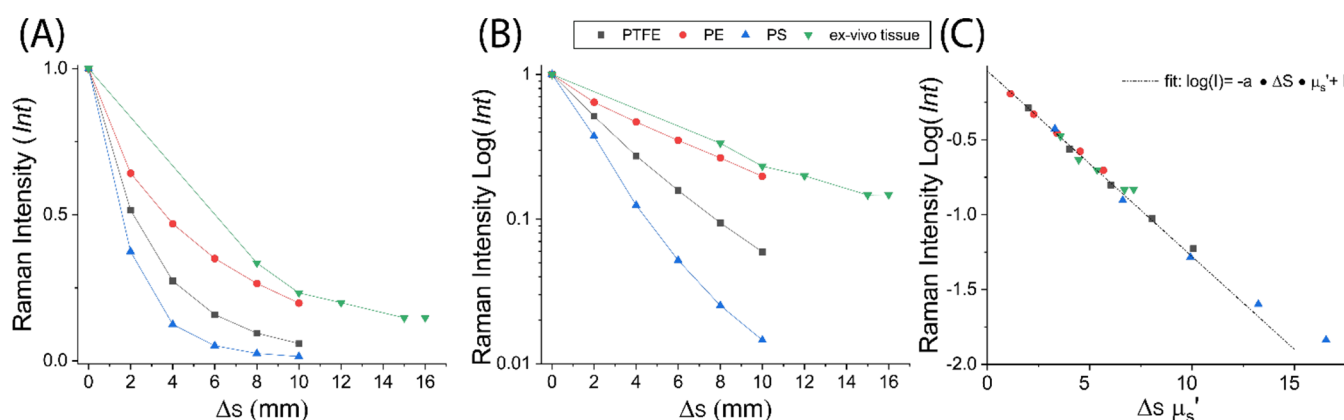 (A)
Raman Intensity (Int)
1.0
0.5
0.0
0 2 4 6 8 10 12 14 16
Δs (mm)
(B)
PTFE PE PS ex-vivo tissue
Raman Intensity Log(Int)
1
0.1
0.01
0 2 4 6 8 10 12 14 16
Δs (mm)
(C)
fit: log(I)= -a • ΔS • μs'+
Raman Intensity Log(Int)
-0.5
-1.0
-1.5
-2.0
0 5 10 15
Δs μs'